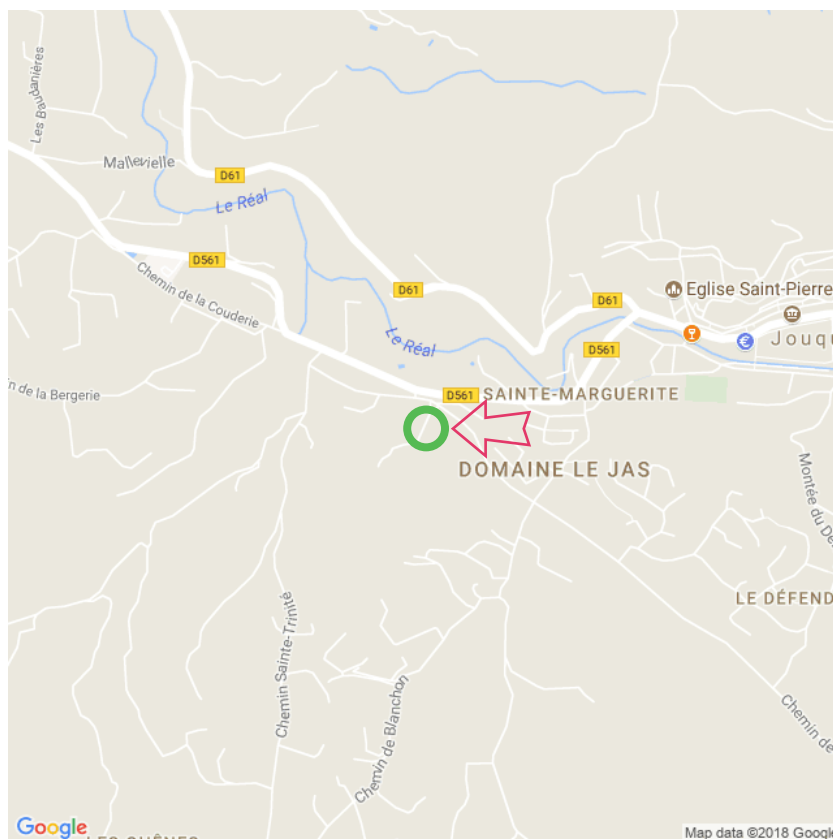 Les Baudanières
Mallevielle
D61
Le Réal
D561
Chemin de la Couderie
D61
Eglise Saint-Pierre
D61
Jouqu
Le Réal
D561
n de la Bergerie
D561
SAINTE-MARGUERITE
DOMAINE LE JAS
Montée du De
LE DÉFEND
Chemin Sainte-Trinité
Chemin de Blanchon
Chemin de
Google
LES CHÊNES
Map data ©2018 Google